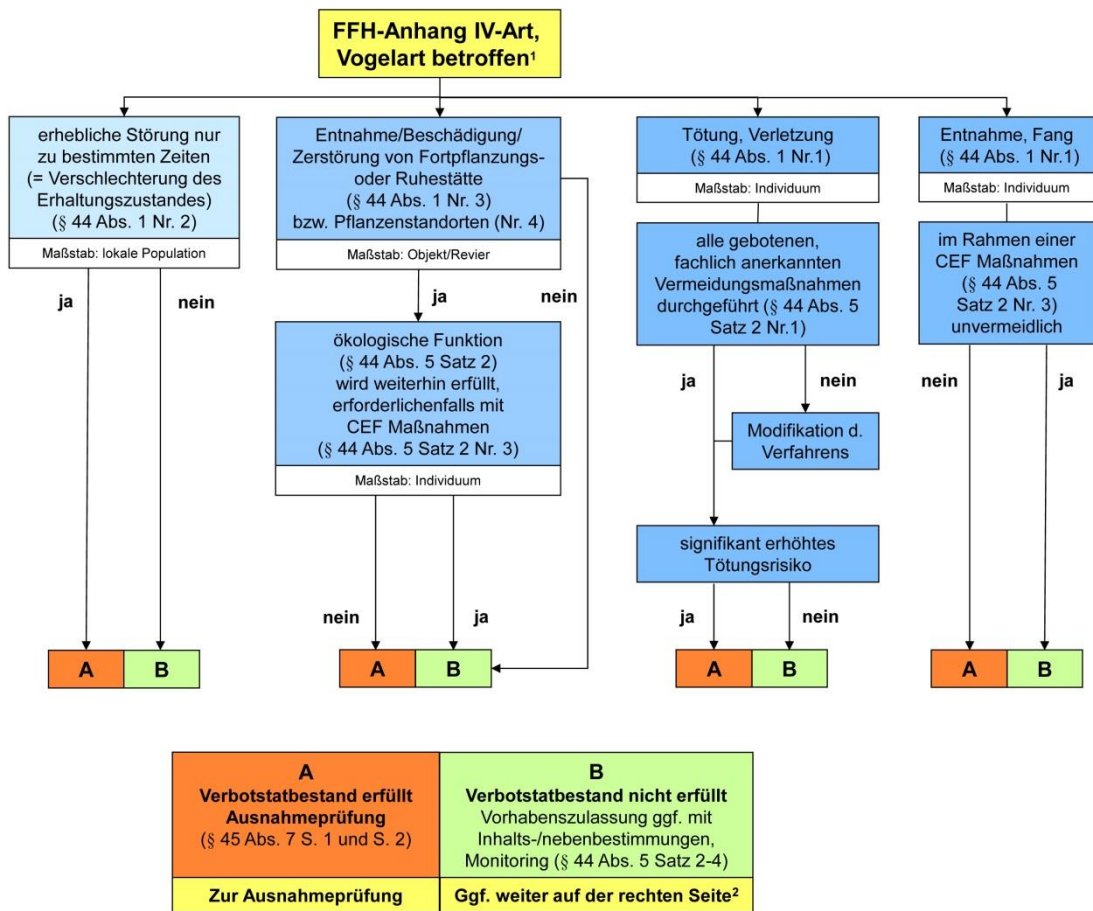 FFH-Anhang IV-Art,
Vogelart betroffen¹
erhebliche Störung nur
zu bestimmten Zeiten
(= Verschlechterung des
Erhaltungszustandes)
(§ 44 Abs. 1 Nr. 2)
Maßstab: lokale Population
ja
nein
A
B
Entnahme/Beschädigung/
Zerstörung von Fortpflanzungs-
oder Ruhestätte
(§ 44 Abs. 1 Nr. 3)
bzw. Pflanzenstandorten (Nr. 4)
Maßstab: Objekt/Revier
ja
nein
ökologische Funktion
(§ 44 Abs. 5 Satz 2)
wird weiterhin erfüllt,
erforderlichenfalls mit
CEF Maßnahmen
(§ 44 Abs. 5 Satz 2 Nr. 3)
Maßstab: Individuum
nein
ja
A
B
Tötung, Verletzung
(§ 44 Abs. 1 Nr.1)
Maßstab: Individuum
alle gebotenen,
fachlich anerkannten
Vermeidungsmaßnahmen
durchgeführt (§ 44 Abs. 5
Satz 2 Nr.1)
ja
nein
Modifikation d.
Verfahrens
signifikant erhöhtes
Tötungsrisiko
ja
nein
A
B
Entnahme, Fang
(§ 44 Abs. 1 Nr.1)
Maßstab: Individuum
im Rahmen einer
CEF Maßnahmen
(§ 44 Abs. 5
Satz 2 Nr. 3)
unvermeidlich
nein
ja
A
B
A
Verbotstatbestand erfüllt
Ausnahmeprüfung
(§ 45 Abs. 7 S. 1 und S. 2)
Zur Ausnahmeprüfung
B
Verbotstatbestand nicht erfüllt
Vorhabenszulassung ggf. mit
Inhalts-/nebenbestimmungen,
Monitoring (§ 44 Abs. 5 Satz 2-4)
Ggf. weiter auf der rechten Seite²